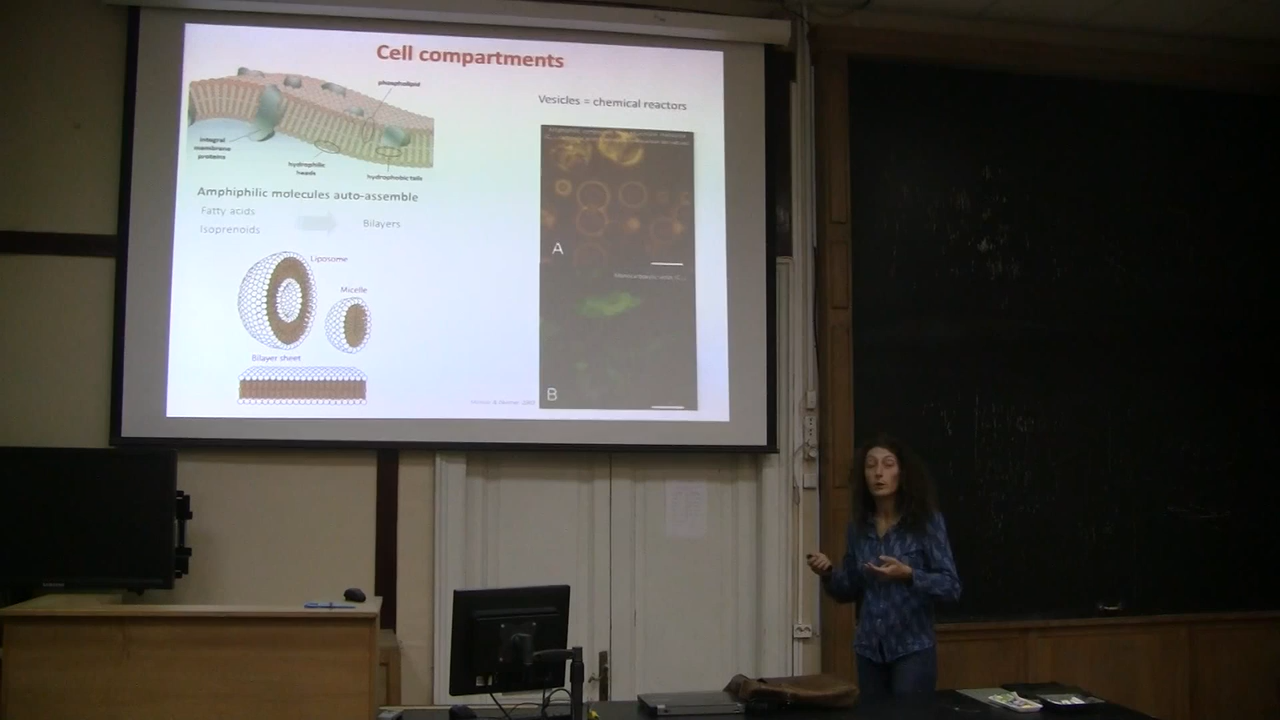 Cell compartments
phospholipid
integral
membrane
proteins
hydrophilic
heads
hydrophobic tails
Vesicles = chemical reactors
Amphiphilic molecules auto-assemble
Fatty acids
Isoprenoids
Bilayers
Liposome
Micelle
Bilayer sheet
A
B